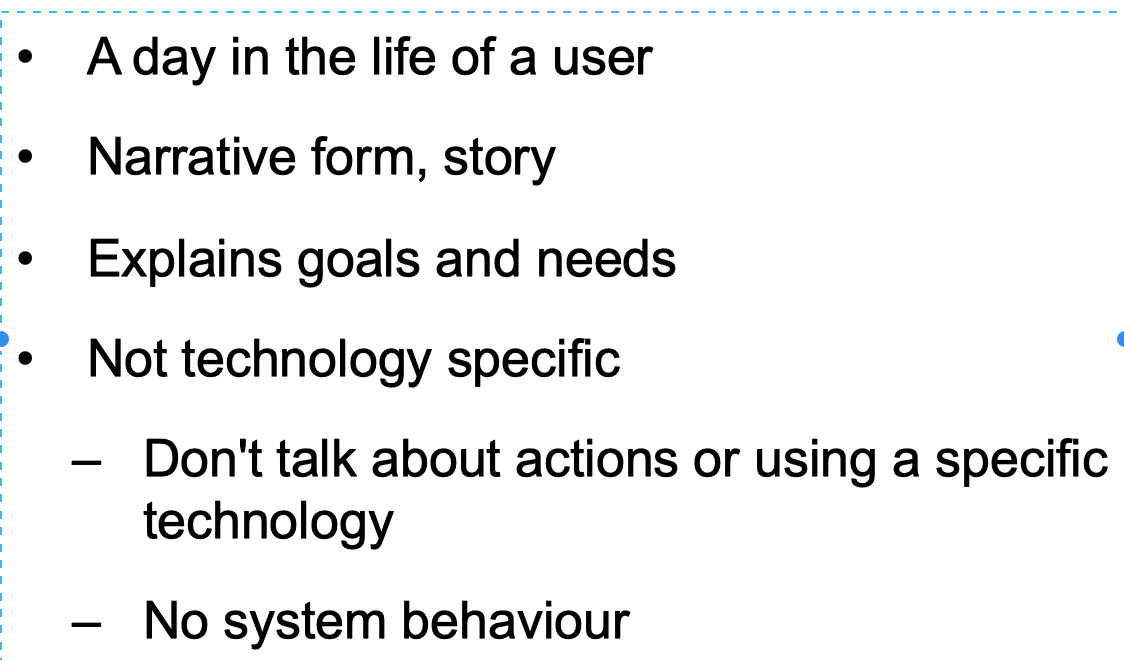 • A day in the life of a user
• Narrative form, story
• Explains goals and needs
• Not technology specific
– Don't talk about actions or using a specific
technology
– No system behaviour